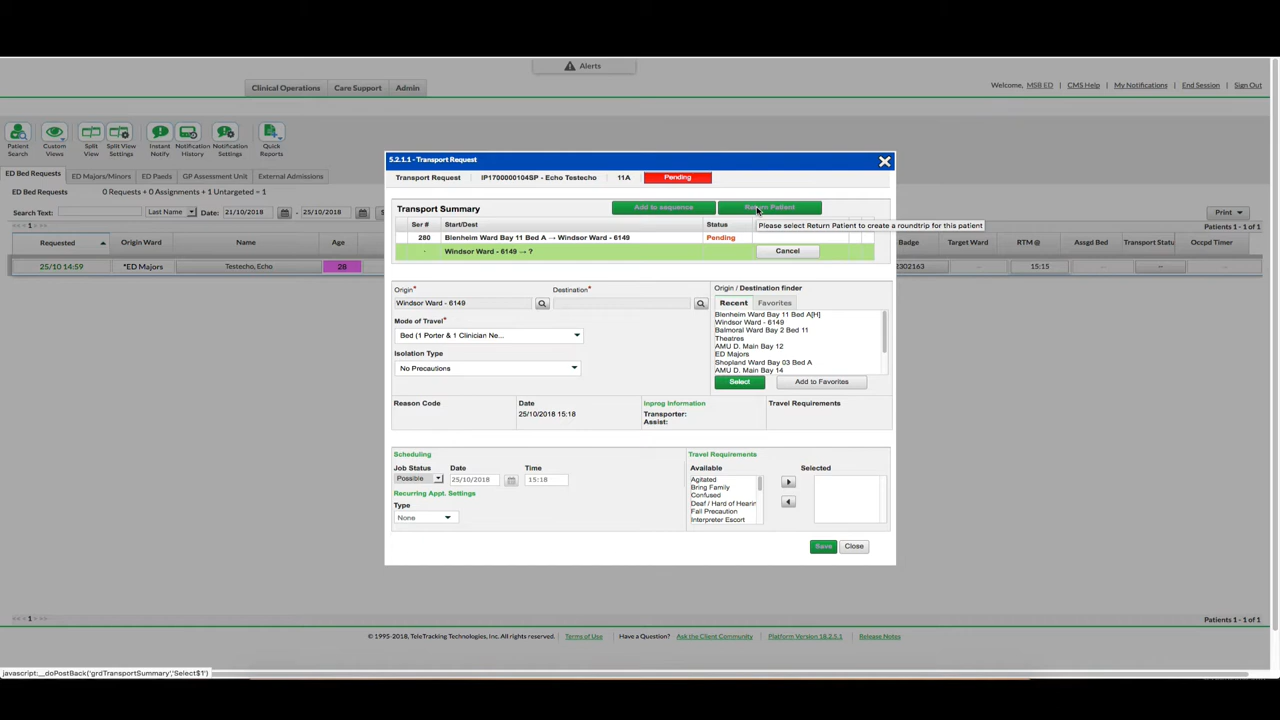 Alerts
Clinical Operations Care Support Admin
Welcome, MSB ED CMS Help My Notifications End Session Sign Out
Patient Search
Custom Views
Split View
Split View Settings
Instant Notify
Notification History
Notification Settings
Quick Reports
ED Bed Requests ED Majors/Minors ED Paeds GP Assessment Unit External Admissions
0 Requests + 0 Assignments + 1 Untargeted = 1
Search Text: Last Name Date: 21/10/2018 - 25/10/2018 S
Print
<< < 1 > >> Patients 1 - 1 of 1
Requested Origin Ward Name Age Badge Target Ward RTM @ Assgd Bed Transport Statu Occpd Timer
25/10 14:59 *ED Majors Testecho, Echo 28 2302163 -- 15:15 -- -- --
5.2.1.1 - Transport Request
Transport Request IP1700000104SP - Echo Testecho 11A Pending
Transport Summary Add to sequence Return Patient
Please select Return Patient to create a roundtrip for this patient
Ser # Start/Dest Status
280 Blenheim Ward Bay 11 Bed A → Windsor Ward - 6149 Pending
- Windsor Ward - 6149 → ? Cancel
Origin* Destination*
Windsor Ward - 6149
Mode of Travel*
Bed (1 Porter & 1 Clinician Ne...
Isolation Type
No Precautions
Origin / Destination finder
Recent Favorites
Blenheim Ward Bay 11 Bed A[H]
Windsor Ward - 6149
Balmoral Ward Bay 2 Bed 11
Theatres
AMU D. Main Bay 12
ED Majors
Shopland Ward Bay 03 Bed A
AMU D. Main Bay 14
Select Add to Favorites
Reason Code Date Inprog Information Travel Requirements
25/10/2018 15:18 Transporter:
Assist:
Scheduling
Job Status Date Time
Possible 25/10/2018 15:18
Recurring Appt. Settings
Type
None
Travel Requirements
Available Selected
Agitated
Bring Family
Confused
Deaf / Hard of Hearin
Fall Precaution
Interpreter Escort
Save Close
<< < 1 > >> Patients 1 - 1 of 1
© 1995-2018, TeleTracking Technologies, Inc. All rights reserved. Terms of Use Have a Question? Ask the Client Community Platform Version 18.2.5.1 Release Notes
javascript:__doPostBack('grdTransportSummary','Select$1')